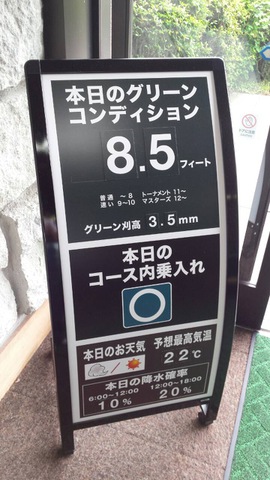 本日のグリーン
コンディション
8.5フィート
普通 ～8 トーナメント 11～
速い 9～10 マスターズ 12～
グリーン刈高 3.5mm
本日の
コース内乗入れ
本日のお天気 予想最高気温
/ 22℃
本日の降水確率
6:00～12:00 12:00～18:00
10% 20%